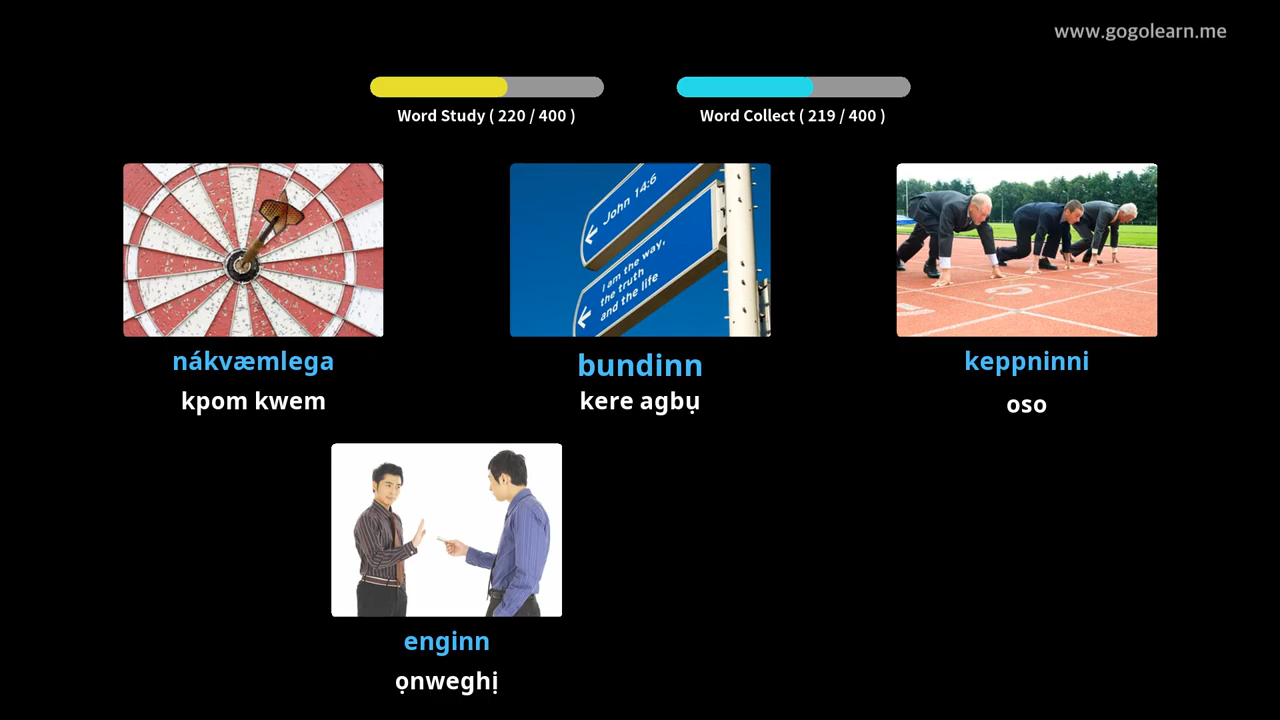 www.gogolearn.me
Word Study ( 220 / 400 )
Word Collect ( 219 / 400 )
John 14:6
I am the way,
the truth
and the life
nákvæmlega
bundinn
keppninni
kpom kwem
kere agbụ
oso
enginn
ọnweghị